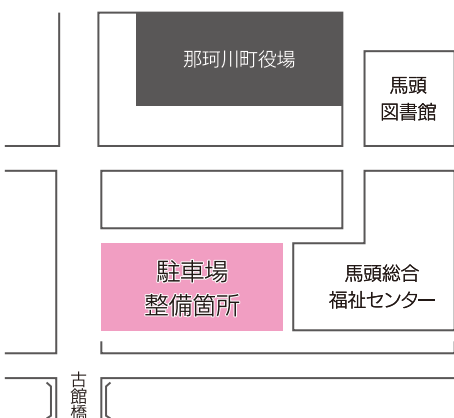 那珂川町役場
馬頭
図書館
駐車場
整備箇所
馬頭総合
福祉センター
古館橋